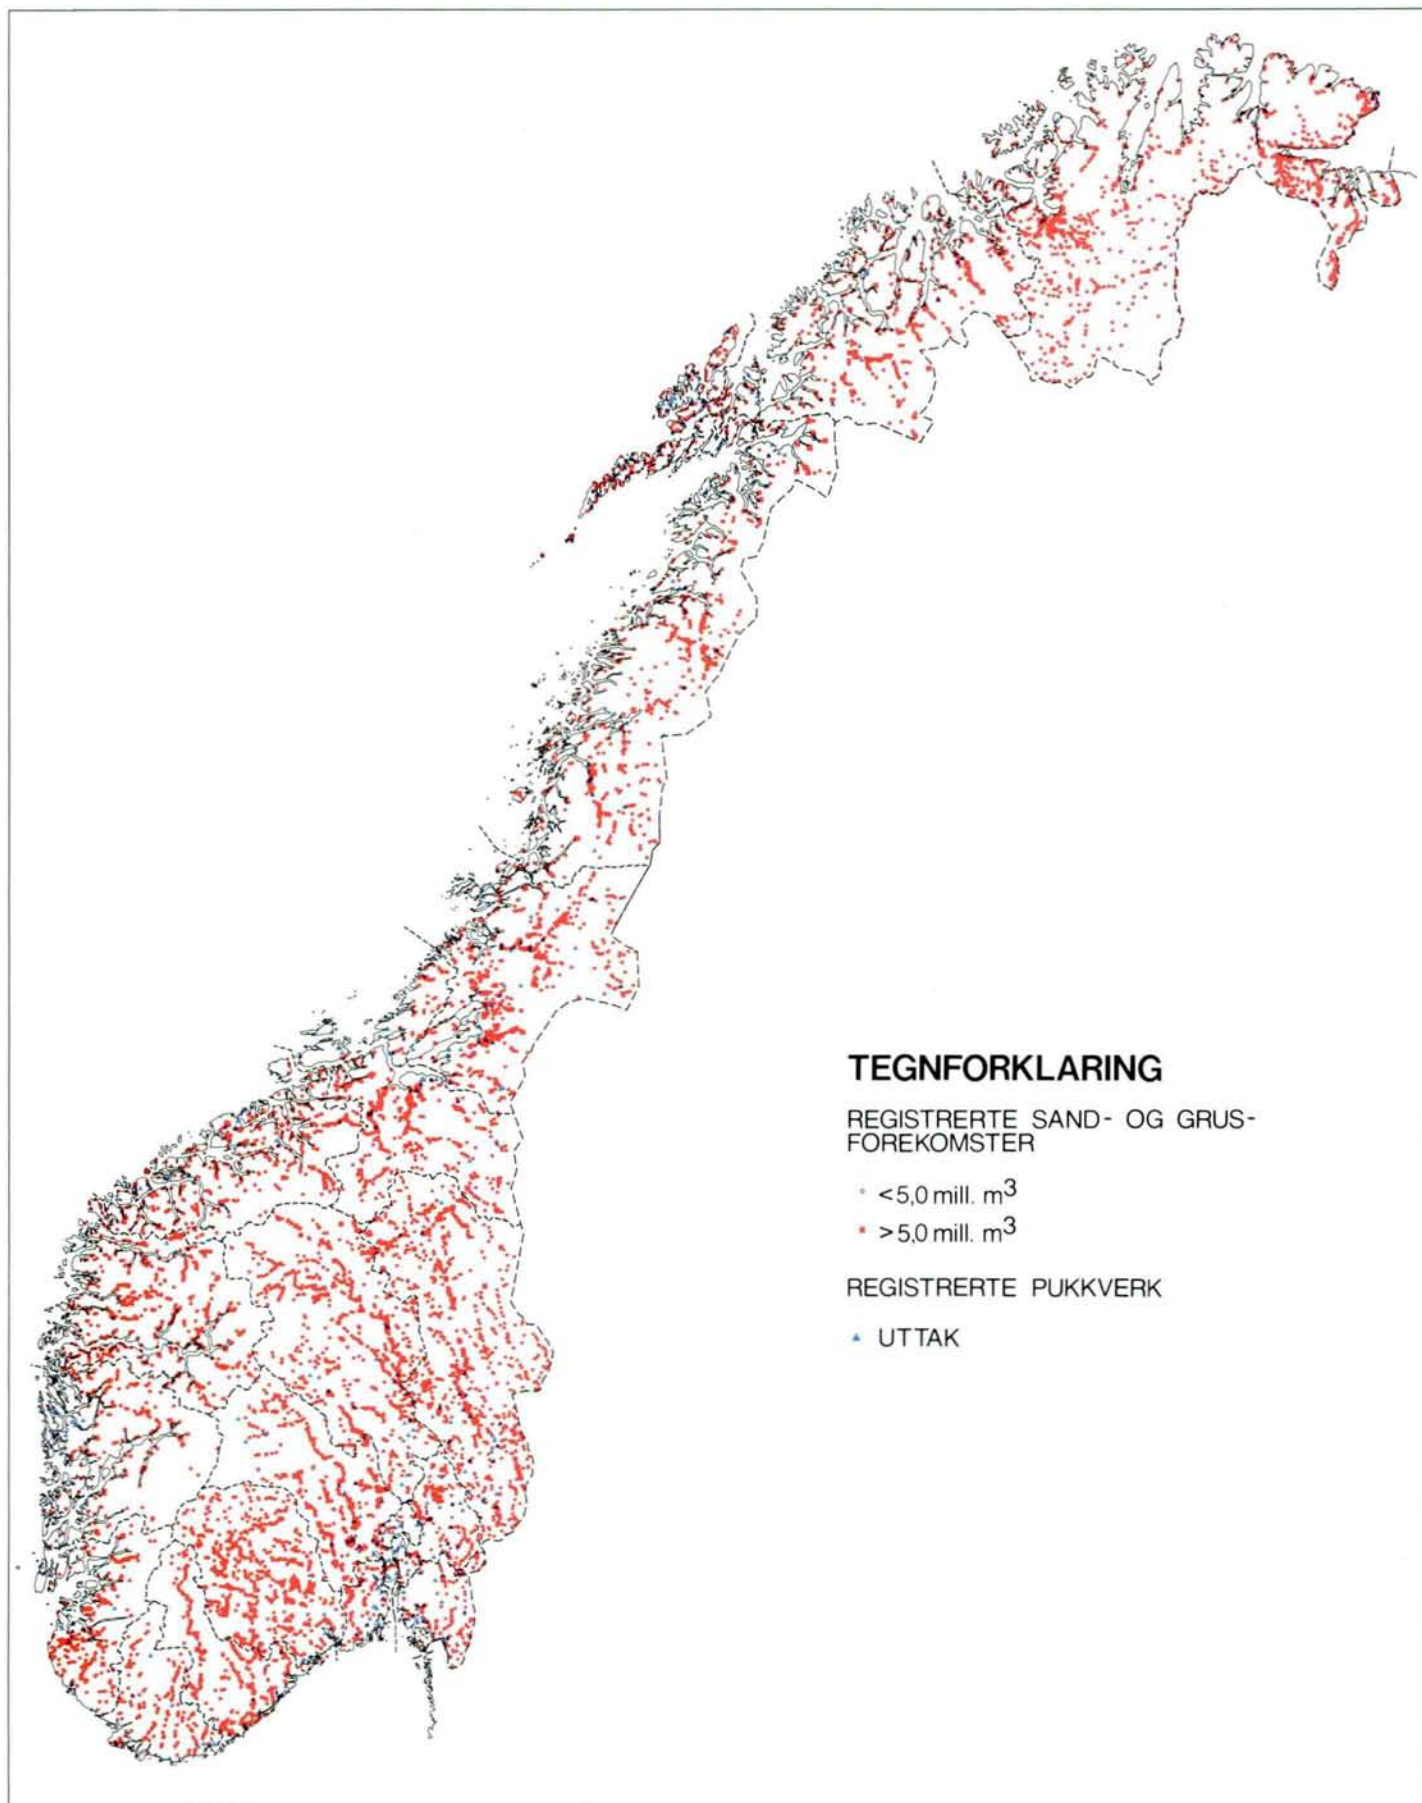 TEGNFORKLARING
REGISTRERTE SAND- OG GRUS-
FOREKOMSTER
<5,0 mill. m³
>5,0 mill. m³
REGISTRERTE PUKKVERK
UTTAK